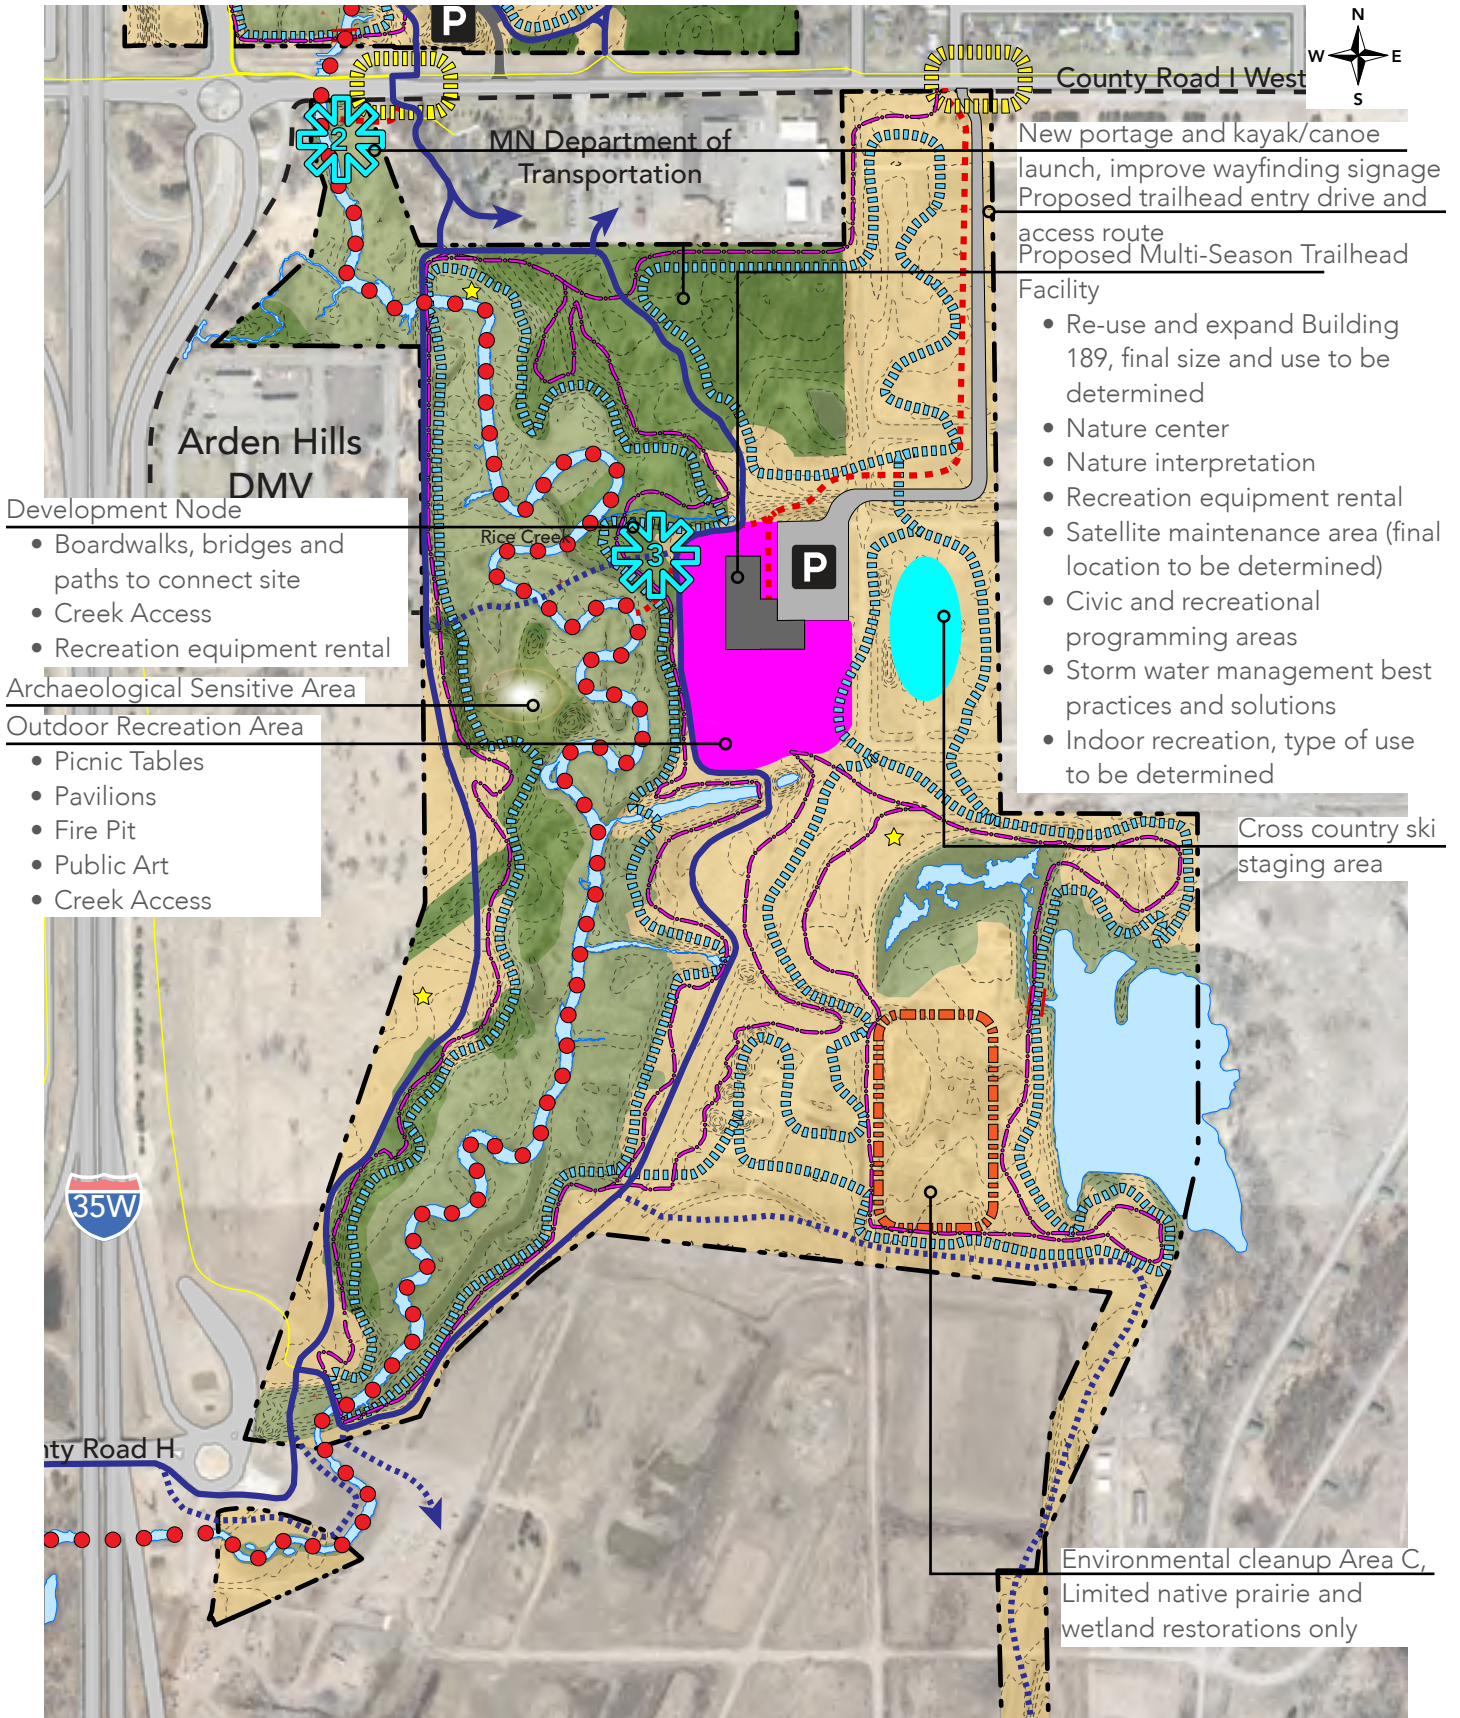 P
N
W E
S
County Road I West
2
MN Department of
Transportation
New portage and kayak/canoe
launch, improve wayfinding signage
Proposed trailhead entry drive and
access route
Proposed Multi-Season Trailhead
Facility
• Re-use and expand Building
189, final size and use to be
determined
• Nature center
• Nature interpretation
• Recreation equipment rental
• Satellite maintenance area (final
location to be determined)
• Civic and recreational
programming areas
• Storm water management best
practices and solutions
• Indoor recreation, type of use
to be determined
Arden Hills
DMV
Development Node
• Boardwalks, bridges and
paths to connect site
• Creek Access
• Recreation equipment rental
Rice Creek
3
P
Archaeological Sensitive Area
Outdoor Recreation Area
• Picnic Tables
• Pavilions
• Fire Pit
• Public Art
• Creek Access
Cross country ski
staging area
35W
nty Road H
Environmental cleanup Area C,
Limited native prairie and
wetland restorations only